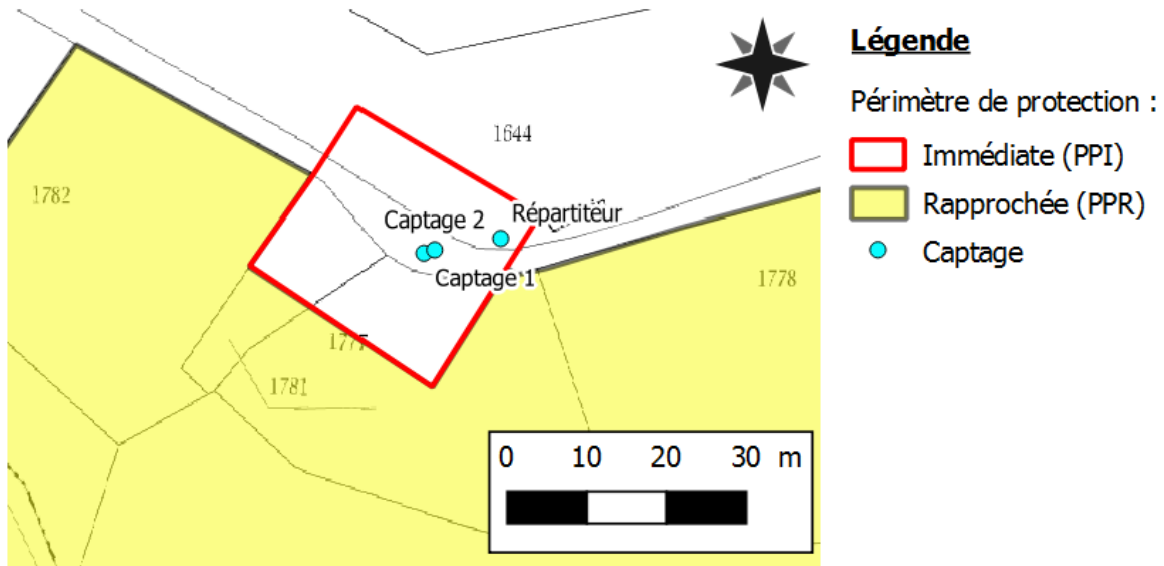 1644
1782
Captage 2
Répartiteur
Captage 1
1778
1777
1781
0 10 20 30 m
Légende
Périmètre de protection :
Immédiate (PPI)
Rapprochée (PPR)
Captage